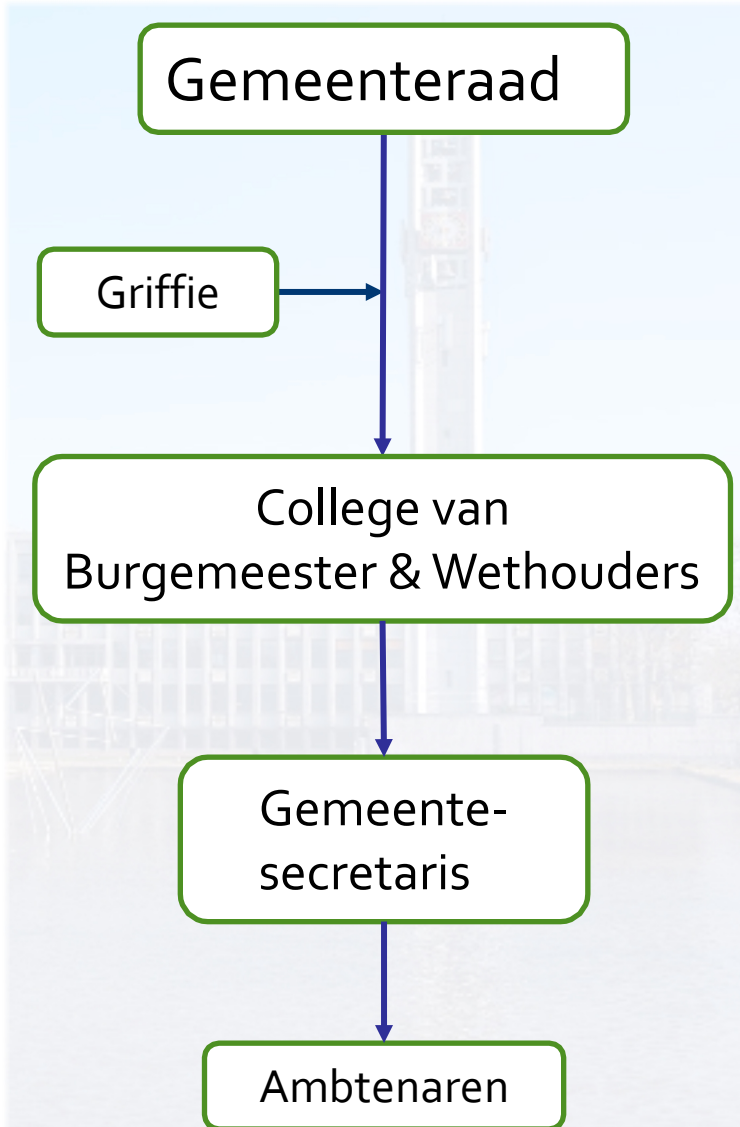 Gemeenteraad
Griffie
College van
Burgemeester & Wethouders
Gemeente-
secretaris
Ambtenaren